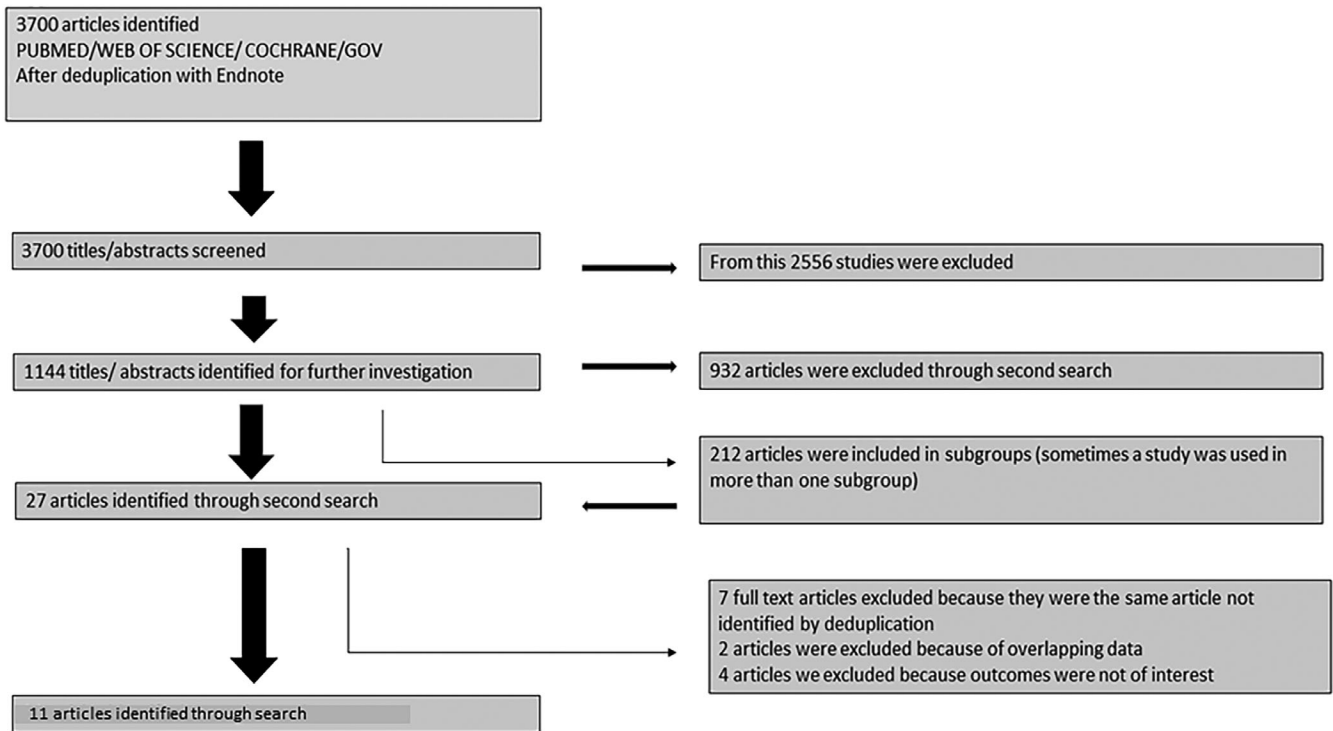 3700 articles identified
PUBMED/WEB OF SCIENCE/ COCHRANE/GOV
After deduplication with Endnote
3700 titles/abstracts screened
From this 2556 studies were excluded
1144 titles/ abstracts identified for further investigation
932 articles were excluded through second search
212 articles were included in subgroups (sometimes a study was used in
more than one subgroup)
27 articles identified through second search
7 full text articles excluded because they were the same article not
identified by deduplication
2 articles were excluded because of overlapping data
4 articles we excluded because outcomes were not of interest
11 articles identified through search